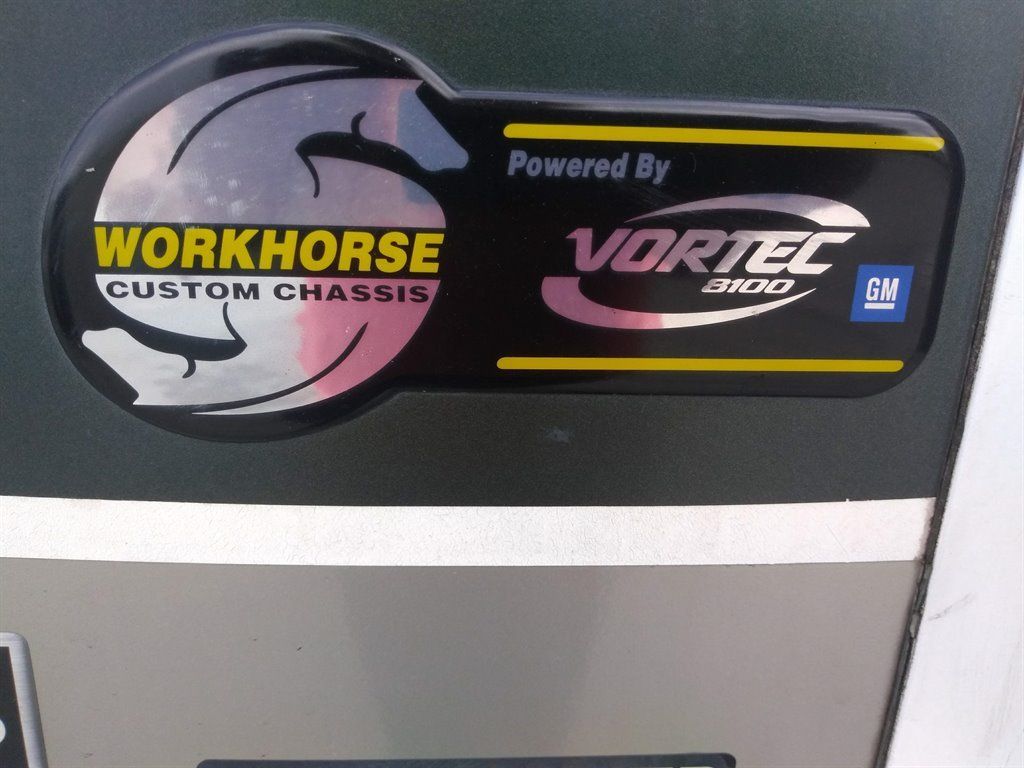 WORKHORSE
CUSTOM CHASSIS
Powered By
VORTEC
8100
GM